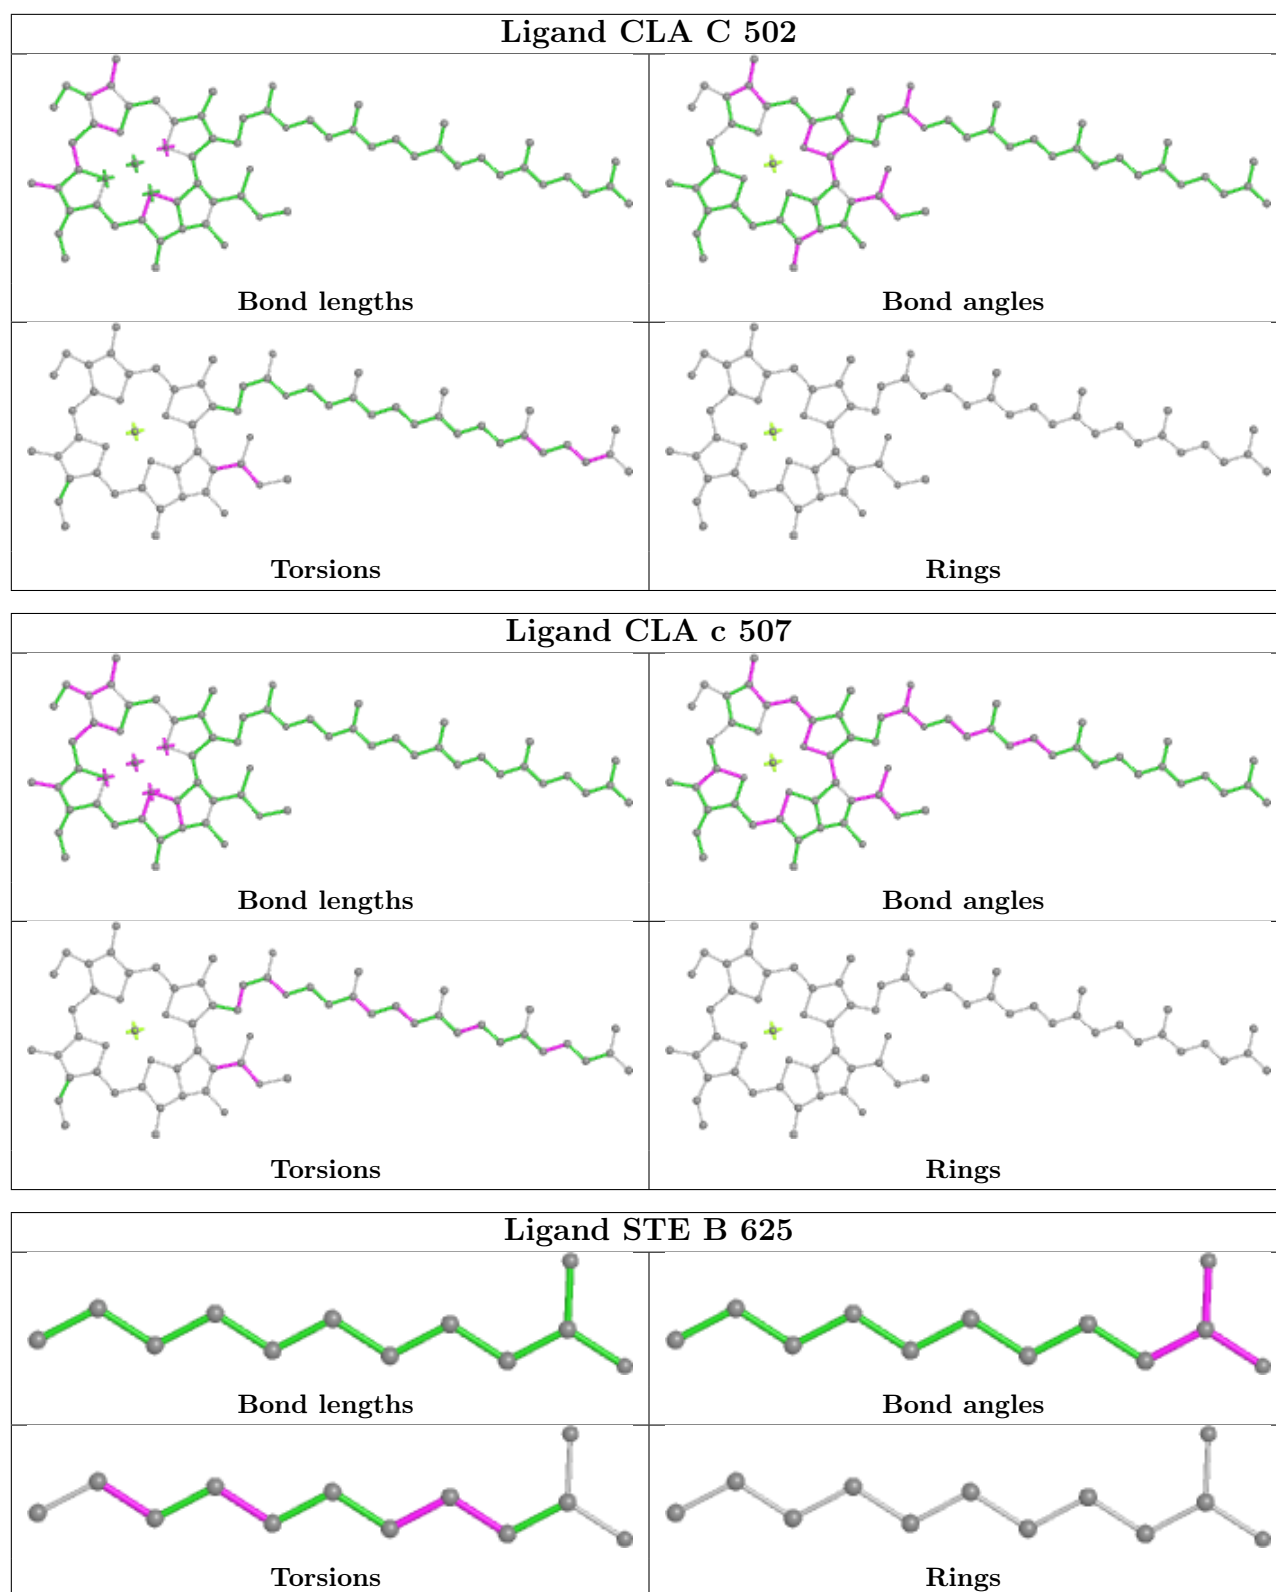 Ligand CLA C 502
Bond lengths
Bond angles
Torsions
Rings
Ligand CLA c 507
Bond lengths
Bond angles
Torsions
Rings
Ligand STE B 625
Bond lengths
Bond angles
Torsions
Rings